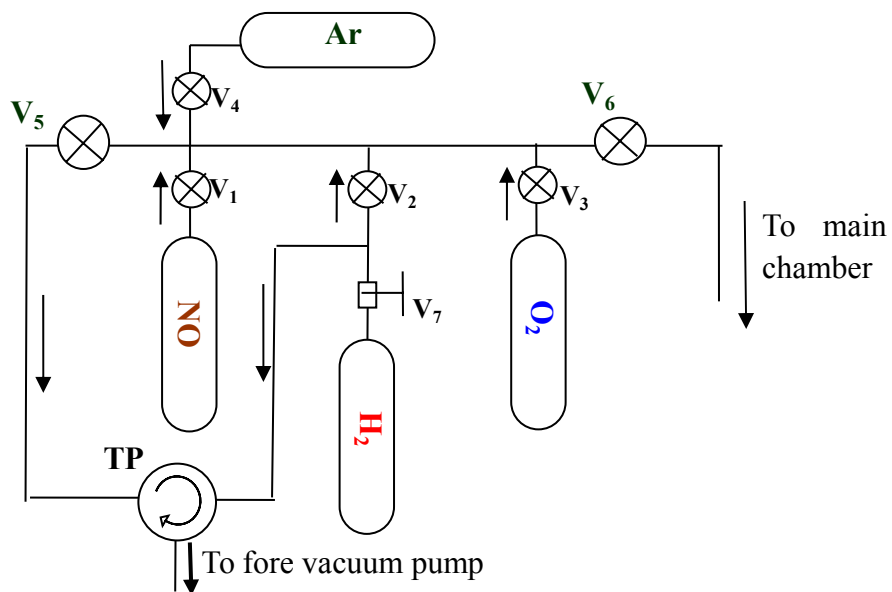 Ar
V₄
V₅
V₆
V₁
V₂
V₃
To main
chamber
NO
V₇
O₂
H₂
TP
To fore vacuum pump